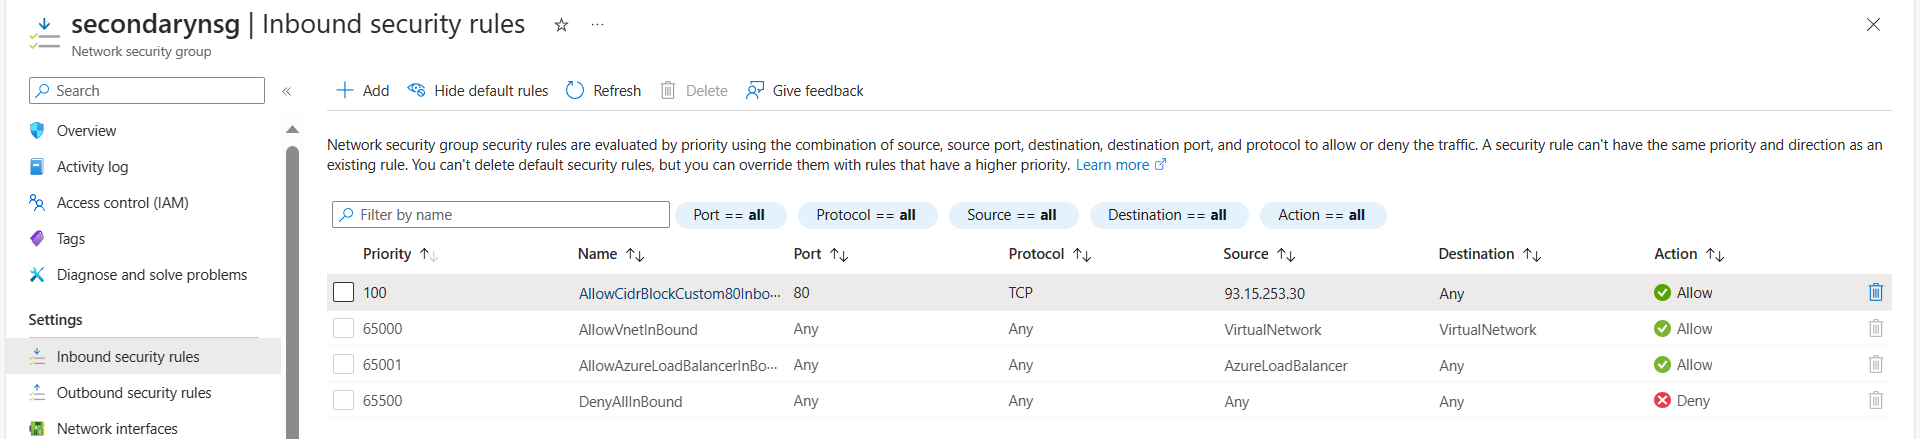 secondarynsg | Inbound security rules
Network security group
Search
Add
Hide default rules
Refresh
Delete
Give feedback
Overview
Activity log
Access control (IAM)
Tags
Diagnose and solve problems
Settings
Inbound security rules
Outbound security rules
Network interfaces
Network security group security rules are evaluated by priority using the combination of source, source port, destination, destination port, and protocol to allow or deny the traffic. A security rule can't have the same priority and direction as an
existing rule. You can't delete default security rules, but you can override them with rules that have a higher priority. Learn more
Filter by name
Port == all
Protocol == all
Source == all
Destination == all
Action == all
Priority Name Port Protocol Source Destination Action
100 AllowCidrBlockCustom80Inbo... 80 TCP 93.15.253.30 Any Allow
65000 AllowVnetInBound Any Any VirtualNetwork VirtualNetwork Allow
65001 AllowAzureLoadBalancerInBo... Any Any AzureLoadBalancer Any Allow
65500 DenyAllInBound Any Any Any Any Deny